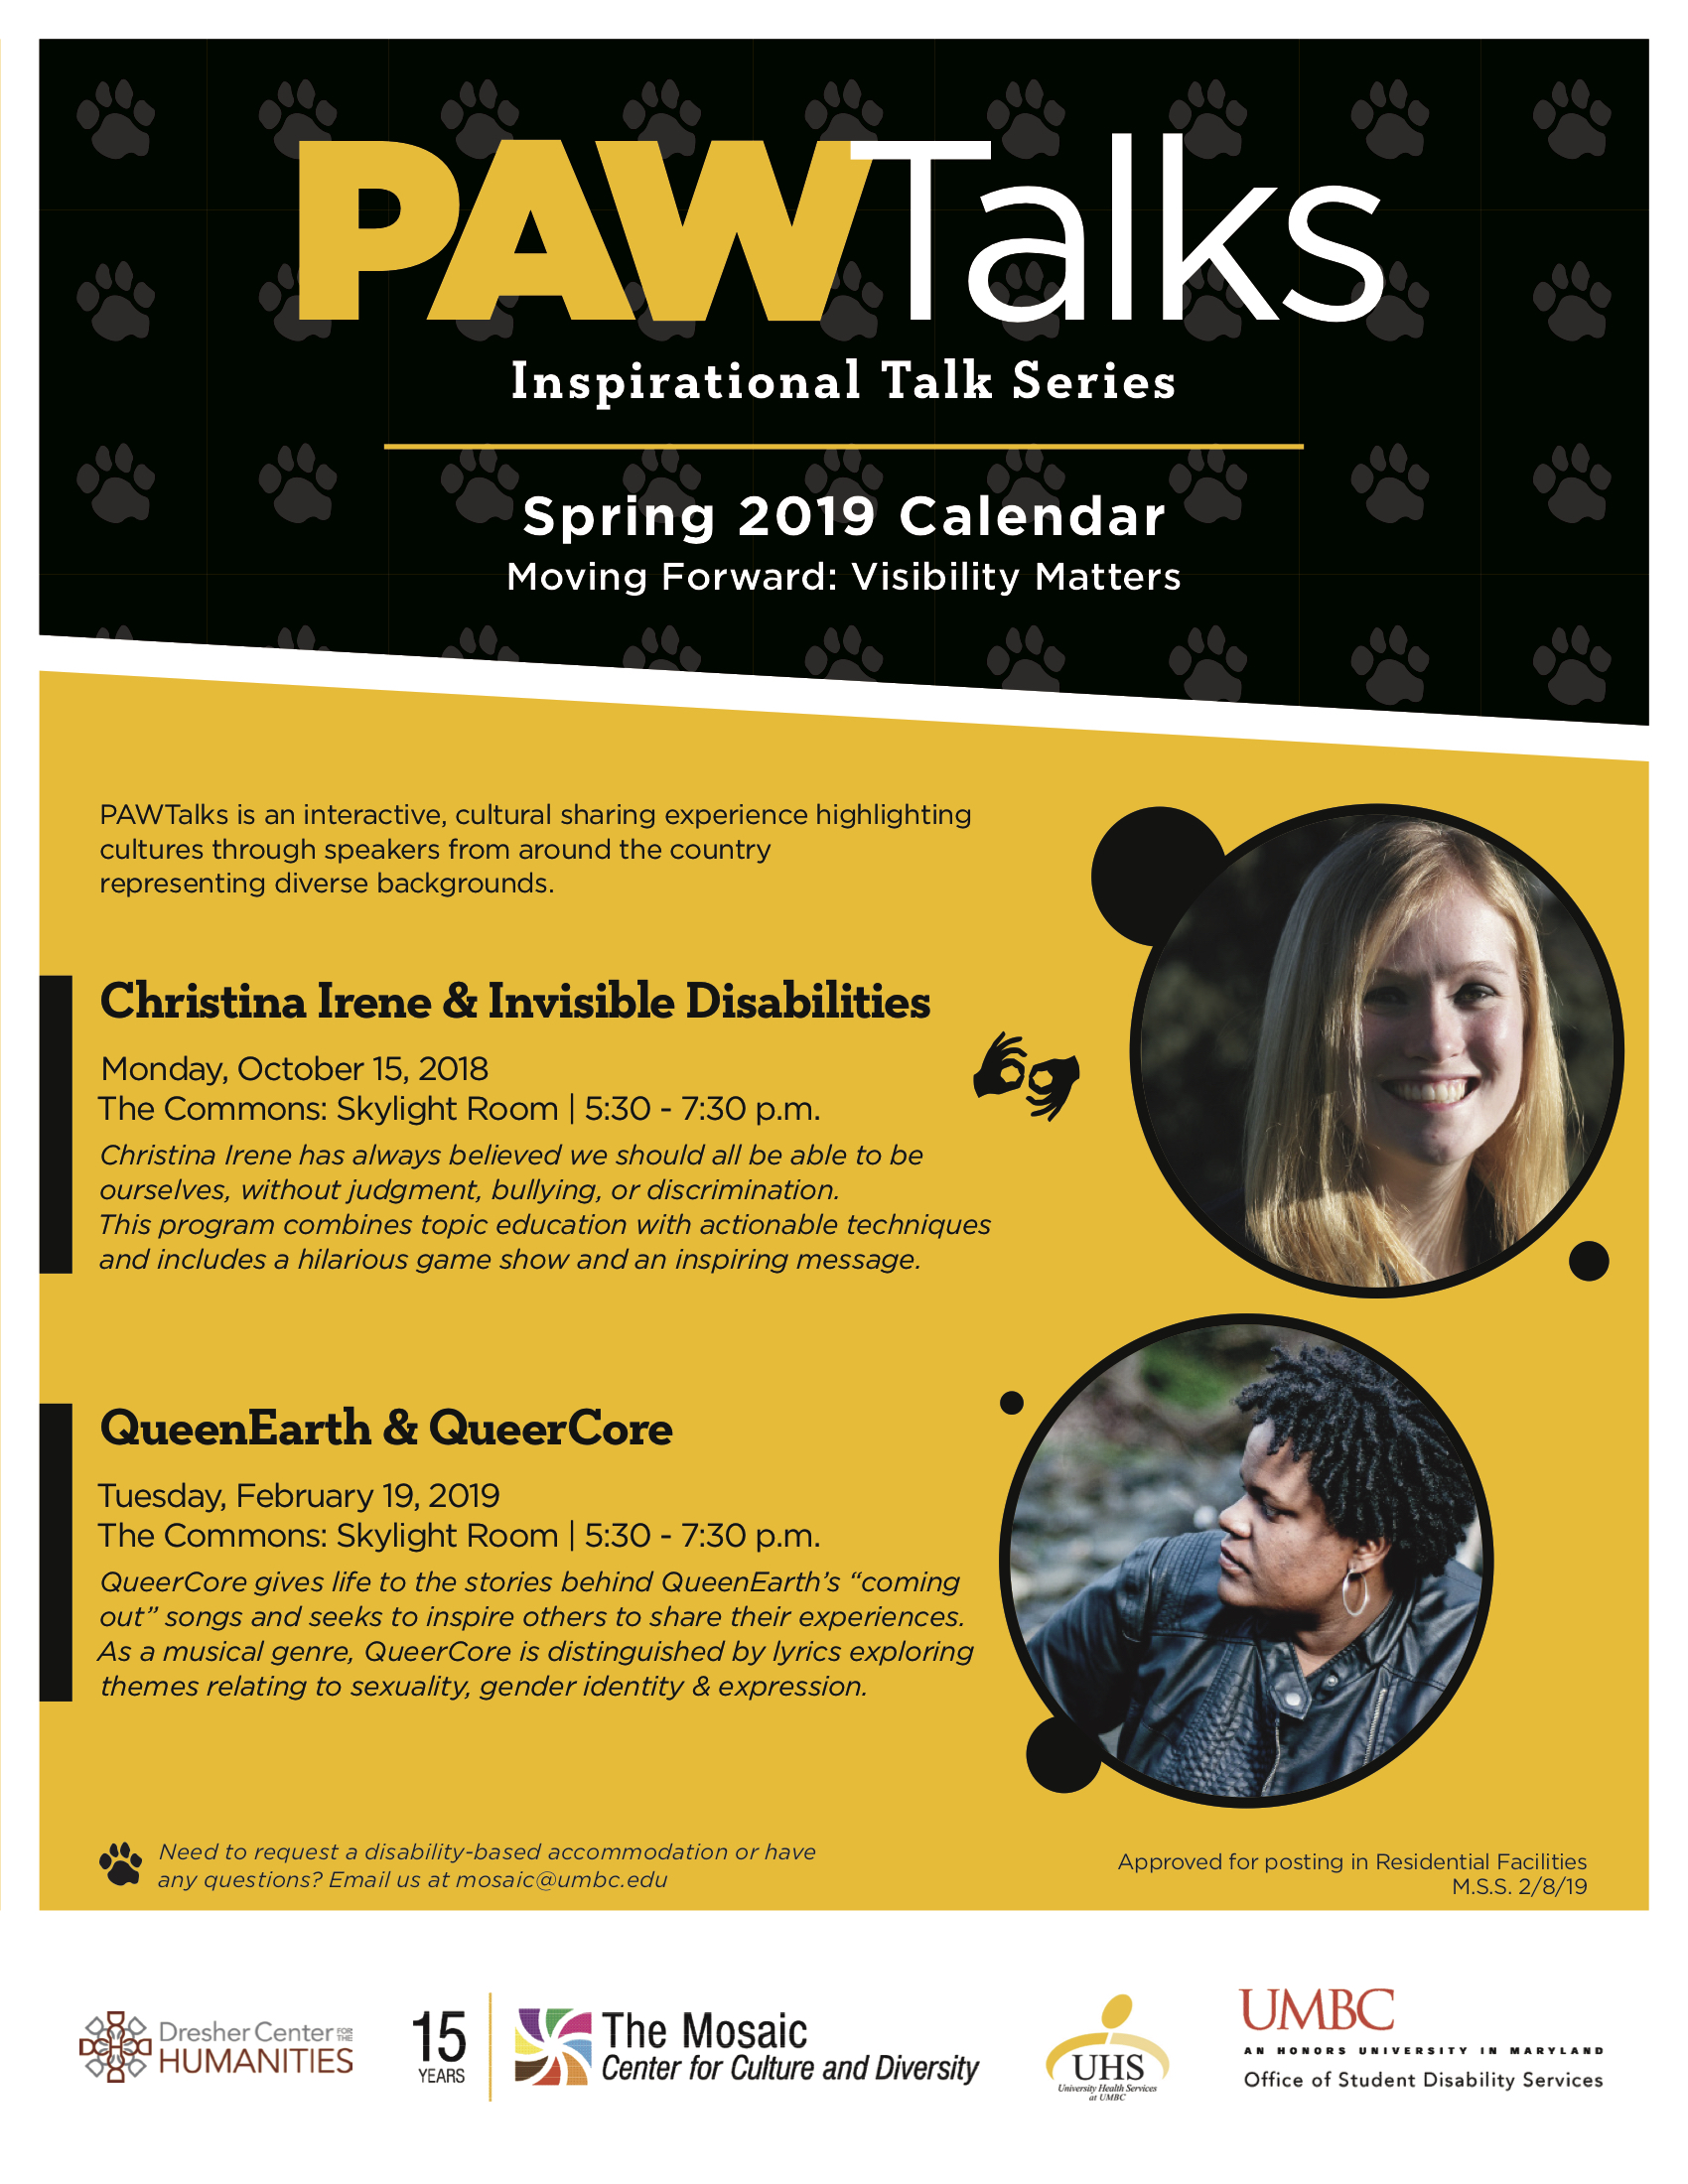 PAWTalks
Inspirational Talk Series
Spring 2019 Calendar
Moving Forward: Visibility Matters
PAWTalks is an interactive, cultural sharing experience highlighting
cultures through speakers from around the country
representing diverse backgrounds.
Christina Irene & Invisible Disabilities
Monday, October 15, 2018
The Commons: Skylight Room | 5:30 - 7:30 p.m.
Christina Irene has always believed we should all be able to be
ourselves, without judgment, bullying, or discrimination.
This program combines topic education with actionable techniques
and includes a hilarious game show and an inspiring message.
QueenEarth & QueerCore
Tuesday, February 19, 2019
The Commons: Skylight Room | 5:30 - 7:30 p.m.
QueerCore gives life to the stories behind QueenEarth’s “coming
out” songs and seeks to inspire others to share their experiences.
As a musical genre, QueerCore is distinguished by lyrics exploring
themes relating to sexuality, gender identity & expression.
Need to request a disability-based accommodation or have
any questions? Email us at mosaic@umbc.edu
Approved for posting in Residential Facilities
M.S.S. 2/8/19
Dresher Center FOR THE
HUMANITIES
15
YEARS
The Mosaic
Center for Culture and Diversity
UHS
University Health Services
at UMBC
UMBC
AN HONORS UNIVERSITY IN MARYLAND
Office of Student Disability Services